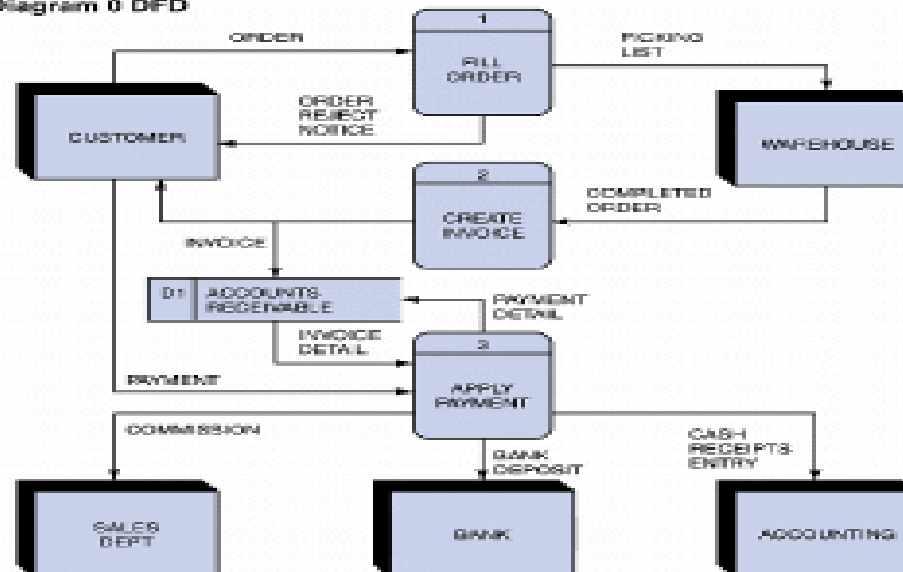 Diagram 0 DFD
ORDER
1
FILL
ORDER
PICKING
LIST
ORDER
REJECT
NOTICE
CUSTOMER
WAREHOUSE
2
CREATE
INVOICE
COMPLETED
ORDER
INVOICE
D1
ACCOUNTS
RECEIVABLE
PAYMENT
DETAIL
INVOICE
DETAIL
3
APPLY
PAYMENT
PAYMENT
COMMISSION
BANK
DEPOSIT
CASH
RECEIPTS
ENTRY
SALES
DEPT
BANK
ACCOUNTING